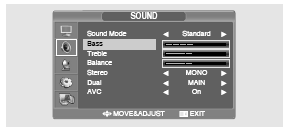 SOUND
Sound Mode ◀ Standard ▶
Bass
Treble
Balance
Stereo ◀ MONO ▶
Dual ◀ MAIN ▶
AVC ◀ On ▶
MOVE&ADJUST EXIT